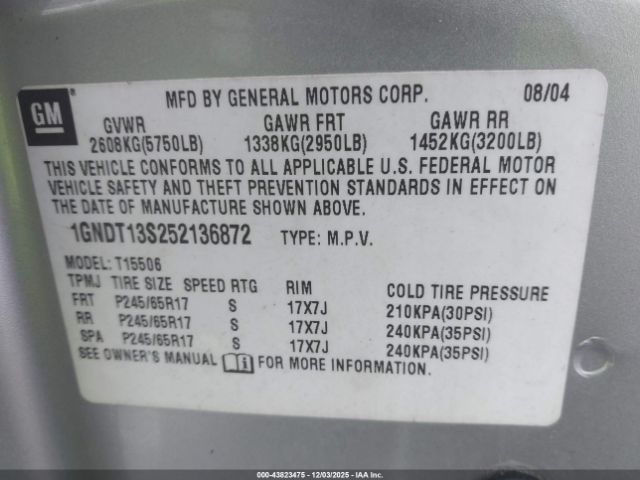 GM ® MFD BY GENERAL MOTORS CORP. 08/04
GVWR GAWR FRT GAWR RR
2608KG(5750LB) 1338KG(2950LB) 1452KG(3200LB)
THIS VEHICLE CONFORMS TO ALL APPLICABLE U.S. FEDERAL MOTOR
VEHICLE SAFETY AND THEFT PREVENTION STANDARDS IN EFFECT ON
THE DATE OF MANUFACTURE SHOWN ABOVE.
1GNDT13S252136872 TYPE: M.P.V.
MODEL: T15506
TPMJ TIRE SIZE SPEED RTG RIM COLD TIRE PRESSURE
FRT P245/65R17 S 17X7J 210KPA(30PSI)
RR P245/65R17 S 17X7J 240KPA(35PSI)
SPA P245/65R17 S 17X7J 240KPA(35PSI)
SEE OWNER'S MANUAL FOR MORE INFORMATION.
000-43823475 - 12/03/2025 - COPYRIGHT IAA, LLC